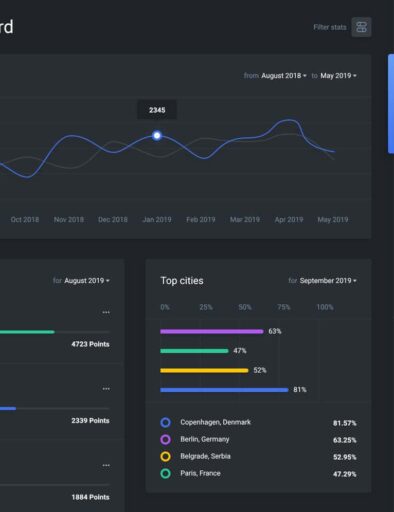 rd
Filter stats
from August 2018 to May 2019
2345
Oct 2018 Nov 2018 Dec 2018 Jan 2019 Feb 2019 Mar 2019 Apr 2019 May 2019
for August 2019
4723 Points
2339 Points
1884 Points
Top cities for September 2019
0% 25% 50% 75% 100%
63%
47%
52%
81%
Copenhagen, Denmark 81.57%
Berlin, Germany 63.25%
Belgrade, Serbia 52.95%
Paris, France 47.29%